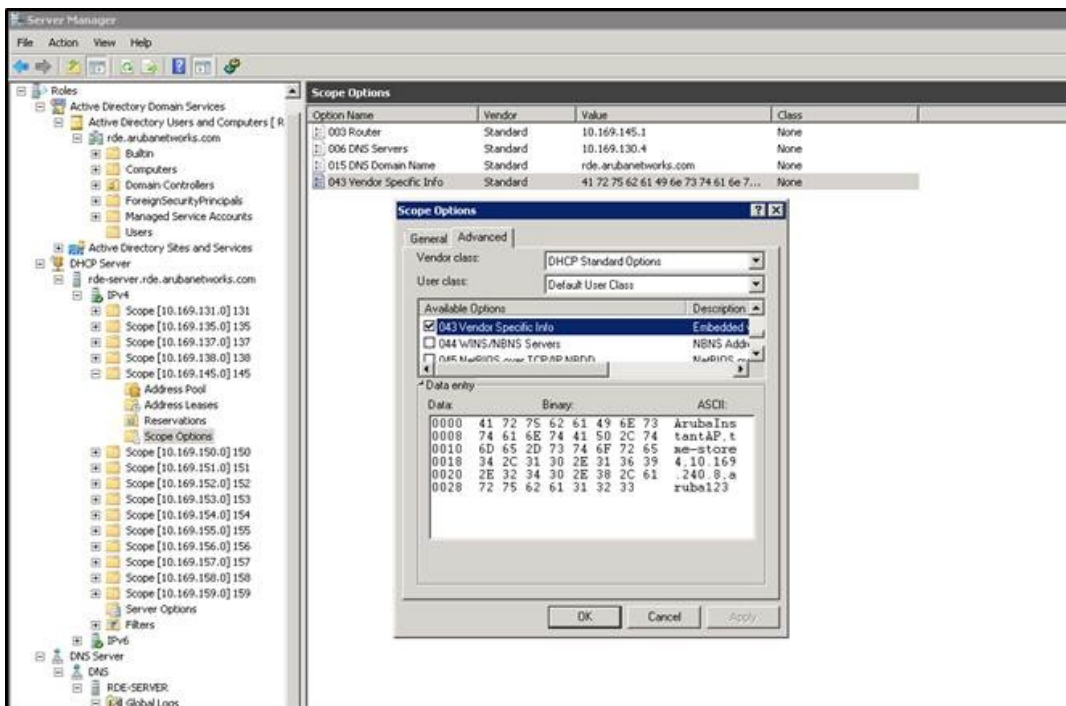 Server Manager
File Action View Help
Roles
Active Directory Domain Services
Active Directory Users and Computers [ R
rde.arubanetworks.com
Builtin
Computers
Domain Controllers
ForeignSecurityPrincipals
Managed Service Accounts
Users
Active Directory Sites and Services
DHCP Server
rde-server.rde.arubanetworks.com
IPv4
Scope [10.169.131.0] 131
Scope [10.169.135.0] 135
Scope [10.169.137.0] 137
Scope [10.169.138.0] 138
Scope [10.169.145.0] 145
Address Pool
Address Leases
Reservations
Scope Options
Scope [10.169.150.0] 150
Scope [10.169.151.0] 151
Scope [10.169.152.0] 152
Scope [10.169.153.0] 153
Scope [10.169.154.0] 154
Scope [10.169.155.0] 155
Scope [10.169.156.0] 156
Scope [10.169.157.0] 157
Scope [10.169.158.0] 158
Scope [10.169.159.0] 159
Server Options
Filters
IPv6
DNS Server
DNS
RDE-SERVER
Global Logs
Scope Options
Option Name Vendor Value Class
003 Router Standard 10.169.145.1 None
006 DNS Servers Standard 10.169.130.4 None
015 DNS Domain Name Standard rde.arubanetworks.com None
043 Vendor Specific Info Standard 41 72 75 62 61 49 6e 73 74 61 6e 7... None
Scope Options
General Advanced
Vendor class: DHCP Standard Options
User class: Default User Class
Available Options Description
043 Vendor Specific Info Embedded v
044 WINS/NBNS Servers NBNS Addr
045 NetBIOS over TCP/IP NBDD NetBIOS
Data entry
Data: Binary: ASCII:
0000 41 72 75 62 61 49 6E 73 ArubaIns
0008 74 61 6E 74 41 50 2C 74 tantAP,t
0010 6D 65 2D 73 74 6F 72 65 me-store
0018 34 2C 31 30 2E 31 36 39 4,10.169
0020 2E 32 34 30 2E 38 2C 61 .240.8,a
0028 72 75 62 61 31 32 33 ruba123
OK Cancel Apply